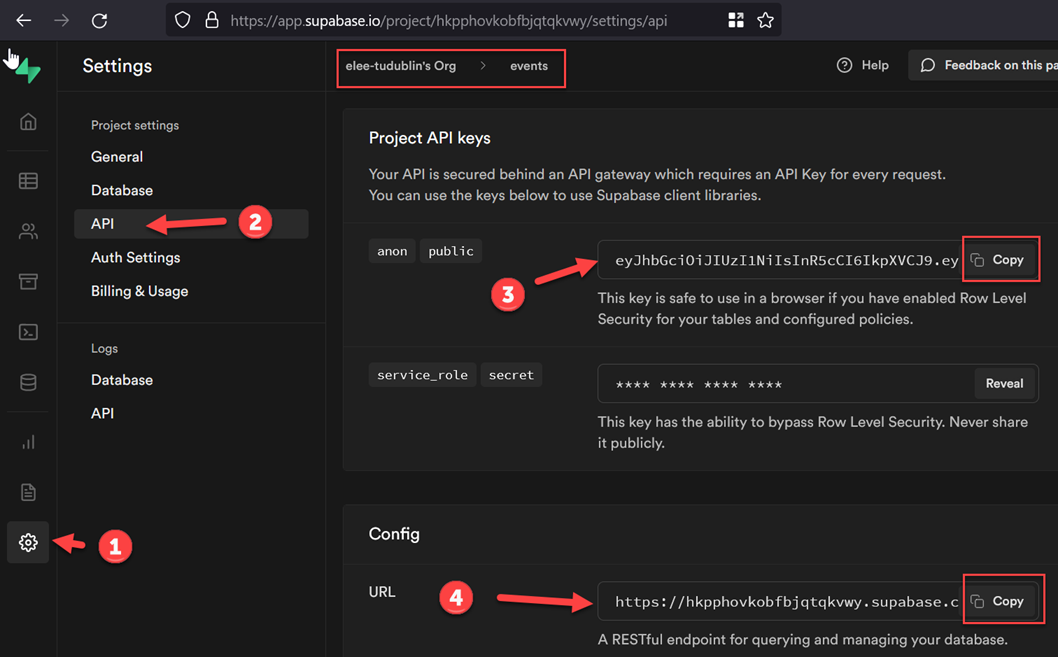 https://app.supabase.io/project/hkpphovkobfbjqtqkvwy/settings/api
Settings
elee-tudublin's Org > events
Help
Feedback on this pa
Project settings
General
Database
API
2
Auth Settings
Billing & Usage
Logs
Database
API
1
Project API keys
Your API is secured behind an API gateway which requires an API Key for every request.
You can use the keys below to use Supabase client libraries.
anon public
3
eyJhbGciOiJIUzI1NiIsInR5cCI6IkpXVCJ9.ey
Copy
This key is safe to use in a browser if you have enabled Row Level
Security for your tables and configured policies.
service_role secret
**** **** **** ****
Reveal
This key has the ability to bypass Row Level Security. Never share
it publicly.
Config
URL
4
https://hkpphovkobfbjqtqkvwy.supabase.c
Copy
A RESTful endpoint for querying and managing your database.